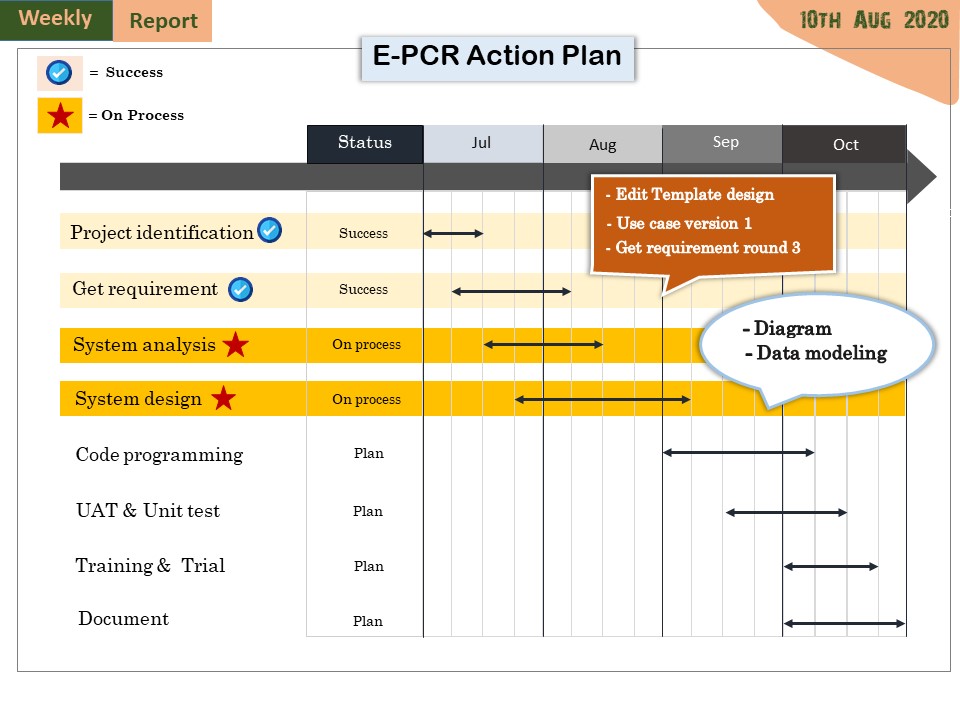 Weekly
Report
10th Aug 2020
E-PCR Action Plan
= Success
= On Process
Status
Jul
Aug
Sep
Oct
- Edit Template design
- Use case version 1
- Get requirement round 3
Project identification
Success
Get requirement
Success
- Diagram
- Data modeling
System analysis
On process
System design
On process
Code programming
Plan
UAT & Unit test
Plan
Training & Trial
Plan
Document
Plan